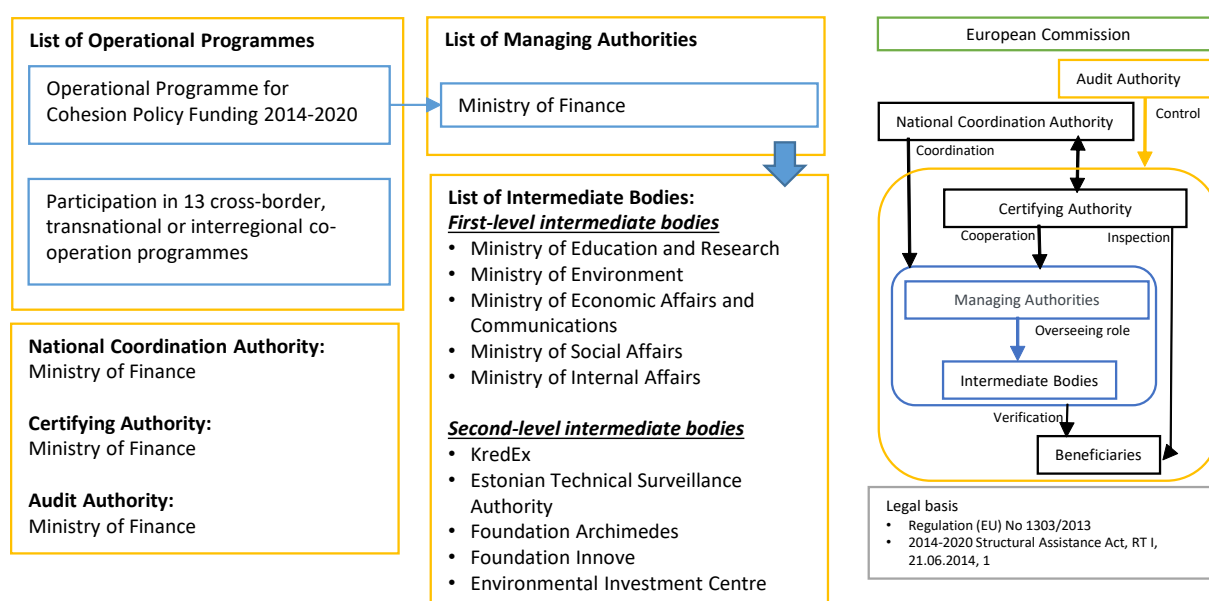 List of Operational Programmes
Operational Programme for
Cohesion Policy Funding 2014-2020
Participation in 13 cross-border,
transnational or interregional co-
operation programmes
National Coordination Authority:
Ministry of Finance
Certifying Authority:
Ministry of Finance
Audit Authority:
Ministry of Finance
List of Managing Authorities
Ministry of Finance
List of Intermediate Bodies:
First-level intermediate bodies
• Ministry of Education and Research
• Ministry of Environment
• Ministry of Economic Affairs and
Communications
• Ministry of Social Affairs
• Ministry of Internal Affairs
Second-level intermediate bodies
• KredEx
• Estonian Technical Surveillance
Authority
• Foundation Archimedes
• Foundation Innove
• Environmental Investment Centre
European Commission
Audit Authority
Control
National Coordination Authority
Coordination
Certifying Authority
Cooperation
Inspection
Managing Authorities
Overseeing role
Intermediate Bodies
Verification
Beneficiaries
Legal basis
• Regulation (EU) No 1303/2013
• 2014-2020 Structural Assistance Act, RT I,
21.06.2014, 1